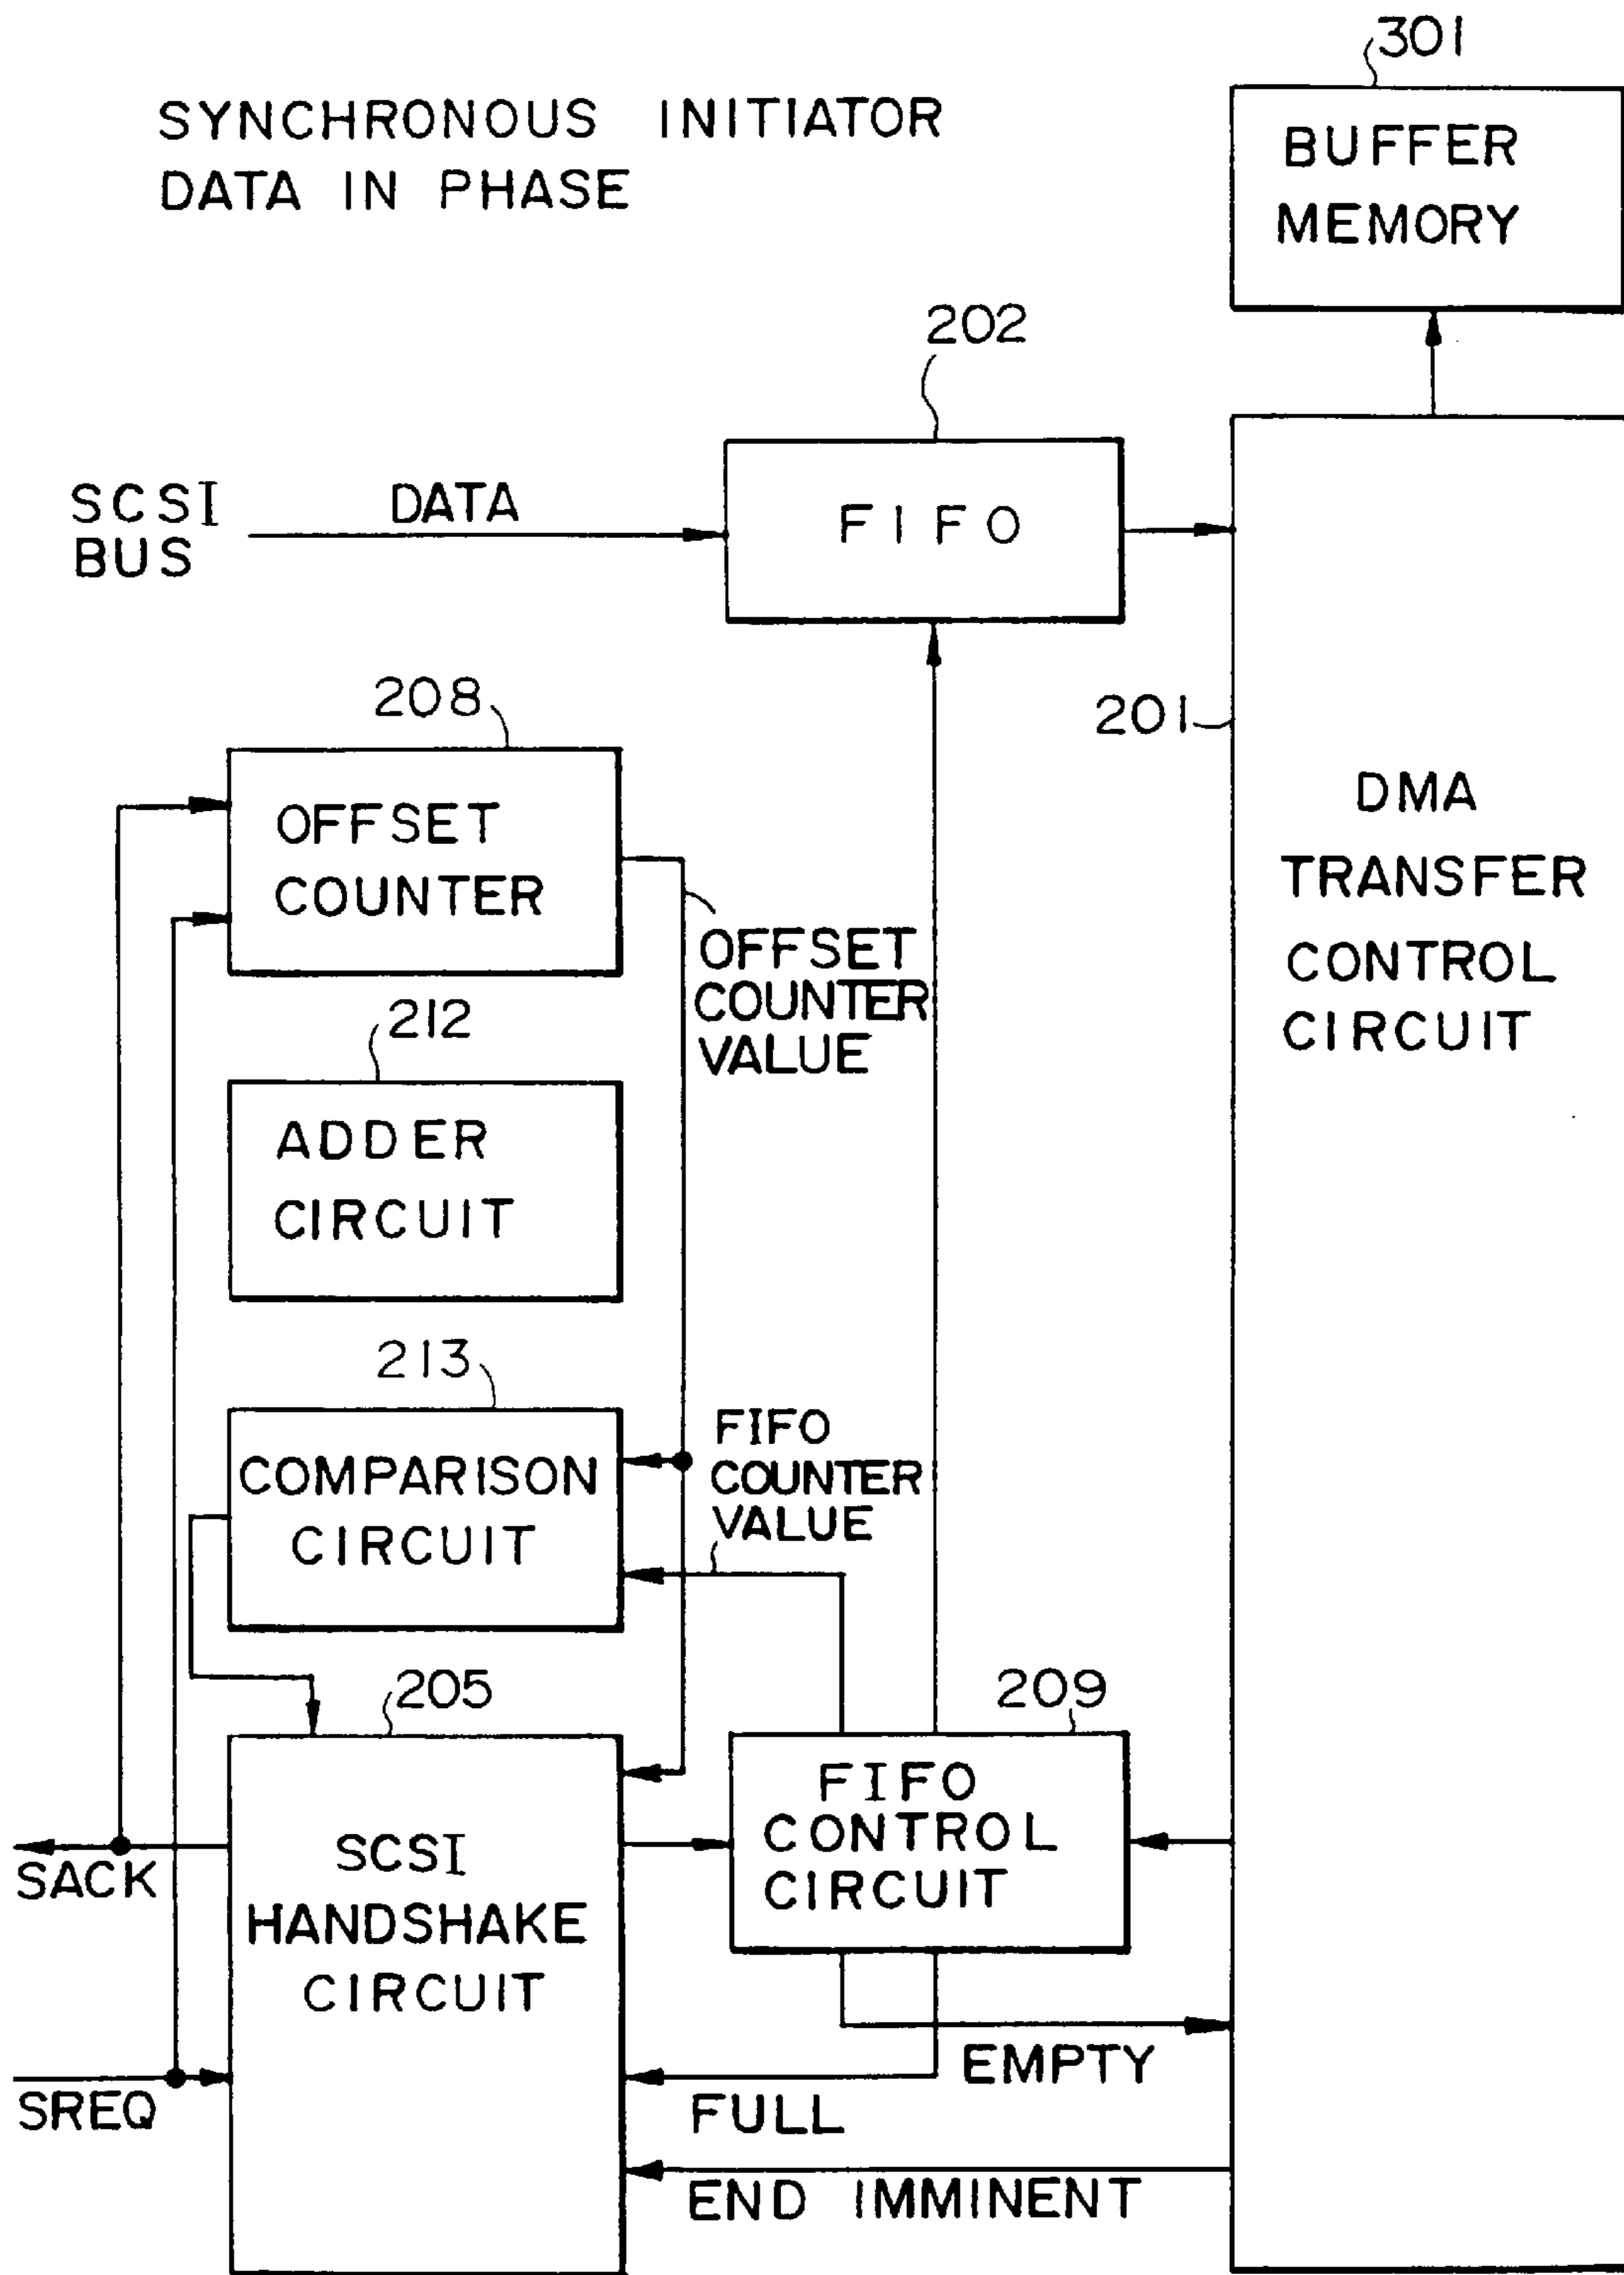 301
SYNCHRONOUS INITIATOR
DATA IN PHASE
BUFFER
MEMORY
202
SCSI
BUS
DATA
FIFO
208
201
OFFSET
COUNTER
OFFSET
COUNTER
VALUE
DMA
TRANSFER
CONTROL
CIRCUIT
212
ADDER
CIRCUIT
213
COMPARISON
CIRCUIT
FIFO
COUNTER
VALUE
205
209
SCSI
HANDSHAKE
CIRCUIT
FIFO
CONTROL
CIRCUIT
SACK
SREQ
EMPTY
FULL
END IMMINENT